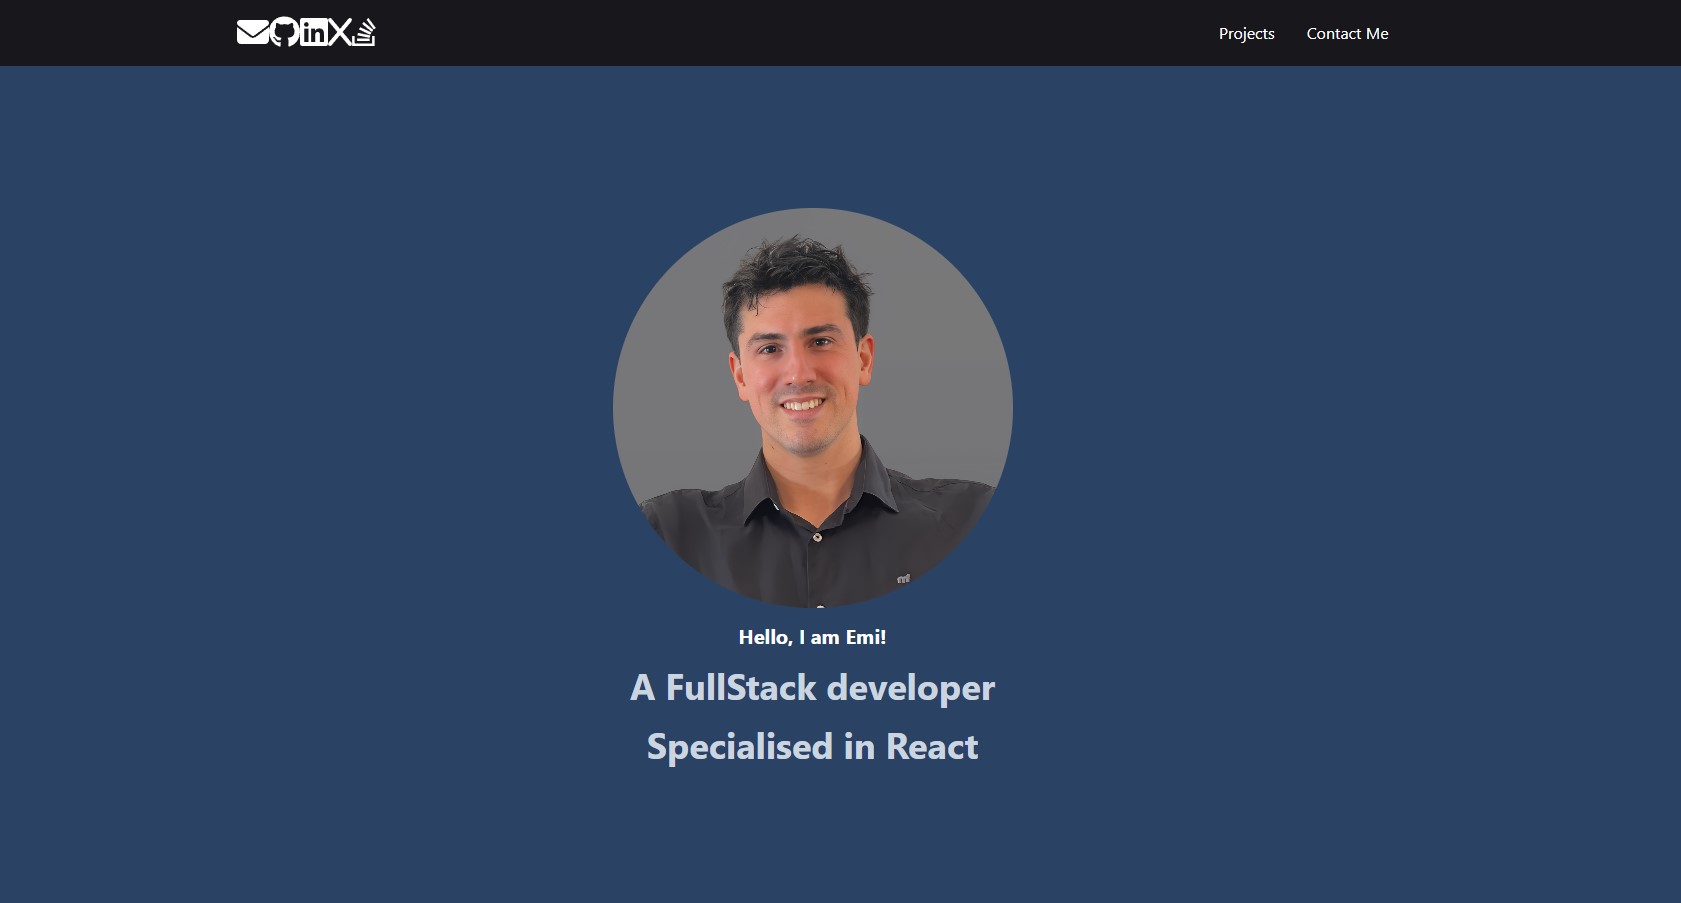 in
Projects
Contact Me
Hello, I am Emi!
A FullStack developer
Specialised in React